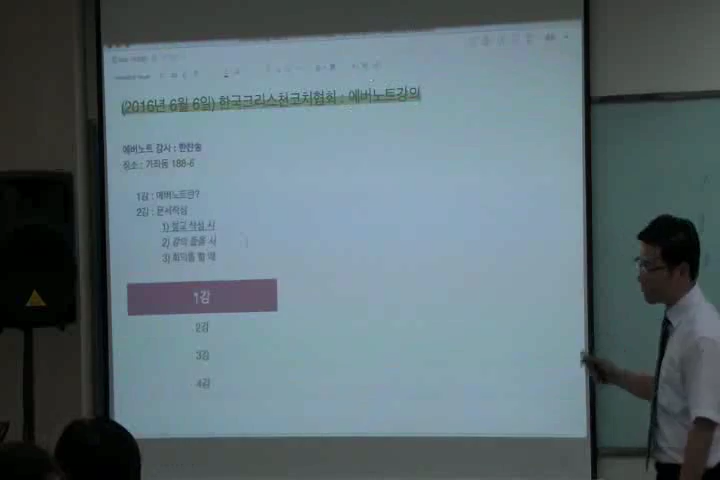 (2016년 6월 6일) 한국크리스천코치협회 : 에버노트강의
에버노트 강사 : 한찬송
장소 : 가좌동 188-6
1강 : 에버노트란?
2강 : 문서작성
1) 설교 작성 시
2) 강의 들을 시
3) 회의를 할 때
1강
2강
3강
4강